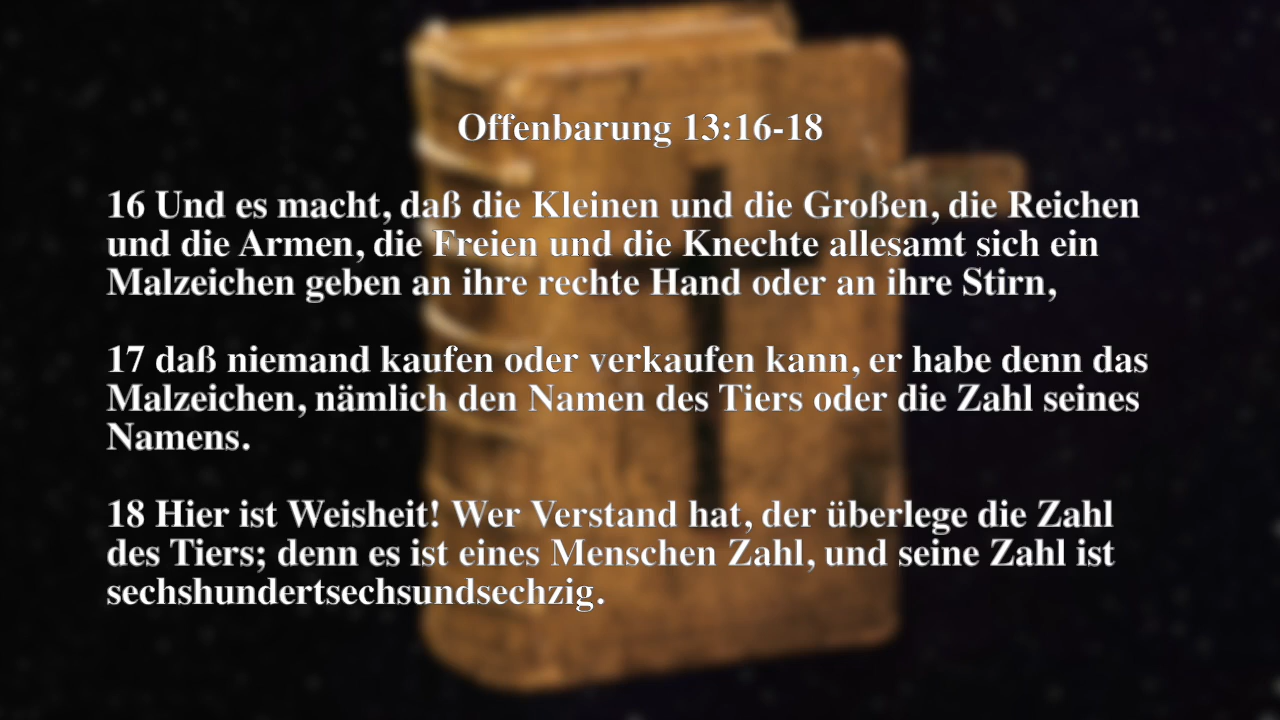 Offenbarung 13:16-18
16 Und es macht, daß die Kleinen und die Großen, die Reichen
und die Armen, die Freien und die Knechte allesamt sich ein
Malzeichen geben an ihre rechte Hand oder an ihre Stirn,
17 daß niemand kaufen oder verkaufen kann, er habe denn das
Malzeichen, nämlich den Namen des Tiers oder die Zahl seines
Namens.
18 Hier ist Weisheit! Wer Verstand hat, der überlege die Zahl
des Tiers; denn es ist eines Menschen Zahl, und seine Zahl ist
sechshundertsechsundsechzig.